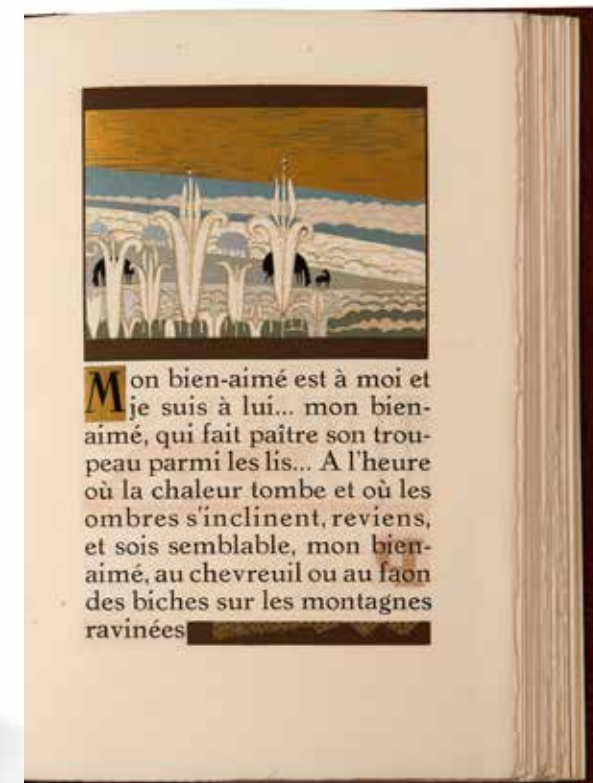 Mon bien-aimé est à moi et
je suis à lui... mon bien-
aimé, qui fait paître son trou-
peau parmi les lis... A l'heure
où la chaleur tombe et où les
ombres s'inclinent, reviens,
et sois semblable, mon bien-
aimé, au chevreuil ou au faon
des biches sur les montagnes
ravinées